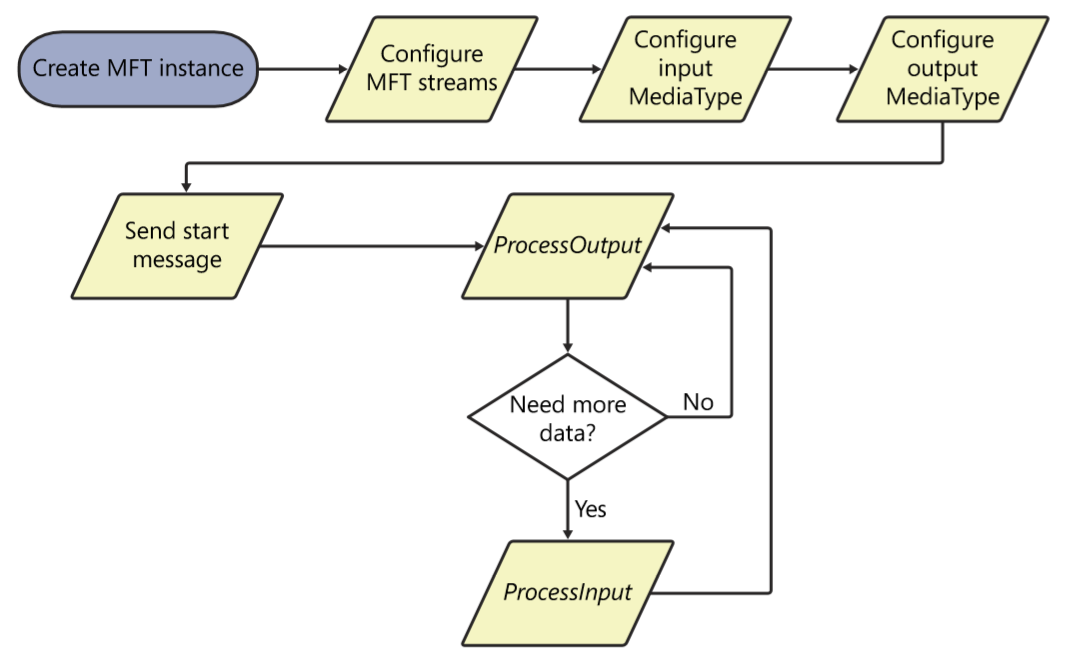 Create MFT instance
Configure
MFT streams
Configure
input
MediaType
Configure
output
MediaType
Send start
message
ProcessOutput
Need more
data?
No
Yes
ProcessInput